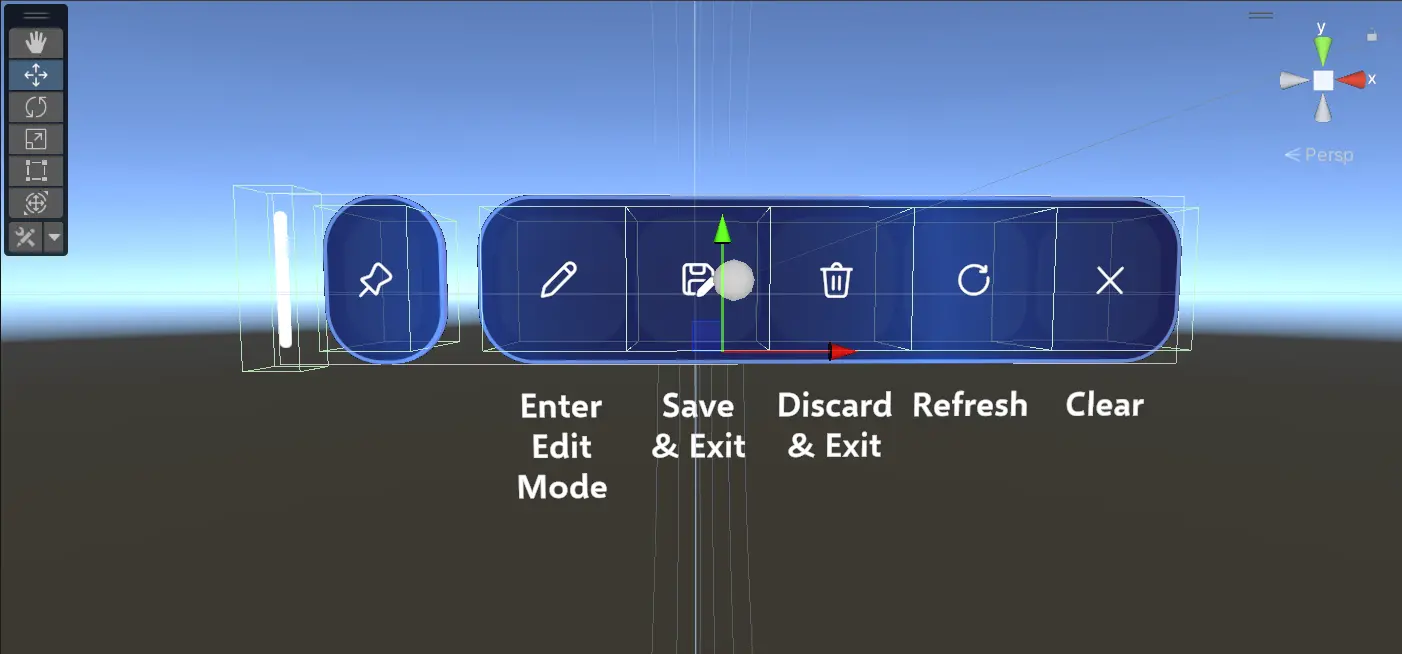 y
x
Persp
Enter
Edit
Mode
Save
& Exit
Discard
& Exit
Refresh
Clear